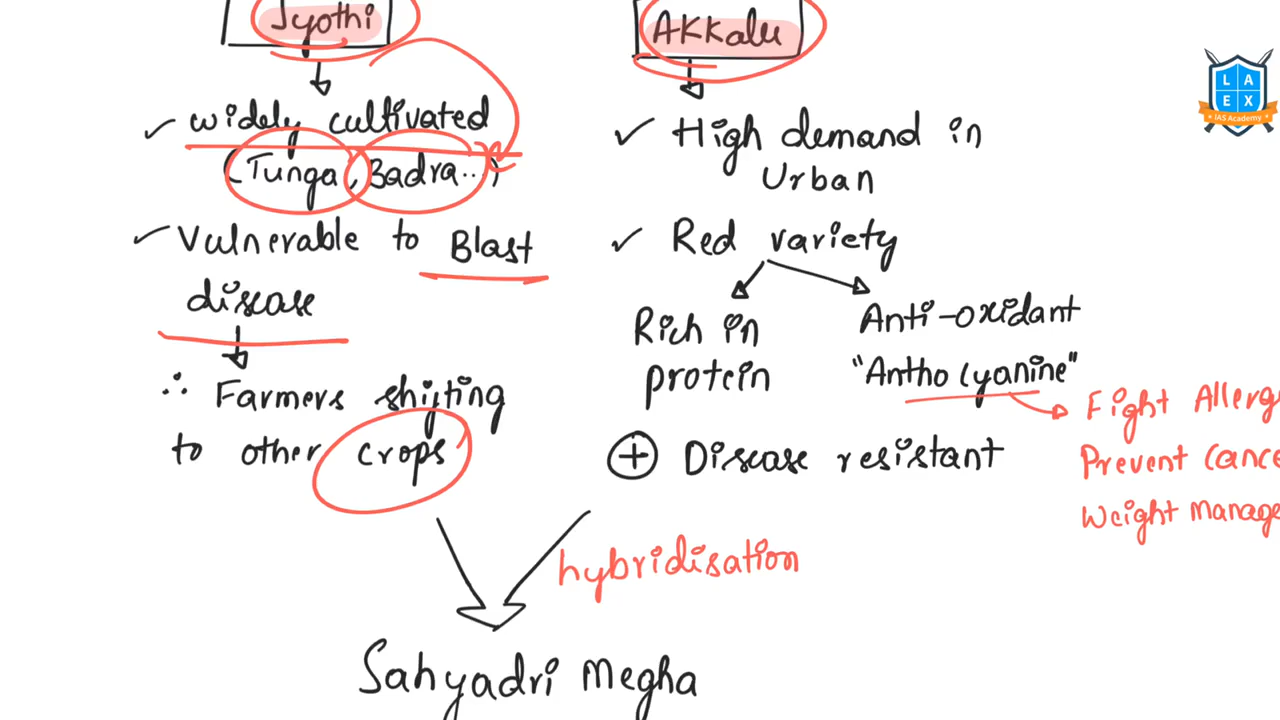 Jyothi
AKKalu
✓ widely cultivated
(Tunga, Badra...)
✓ Vulnerable to Blast
disease
∴ Farmers shifting
to other crops
✓ High demand in
Urban
✓ Red variety
Rich in
protein
Anti-oxidant
"Antho cyanine"
Fight Allerg
Prevent Cance
Weight Manage
+ Disease resistant
hybridisation
Sahyadri Megha
L A
E X
IAS Academy